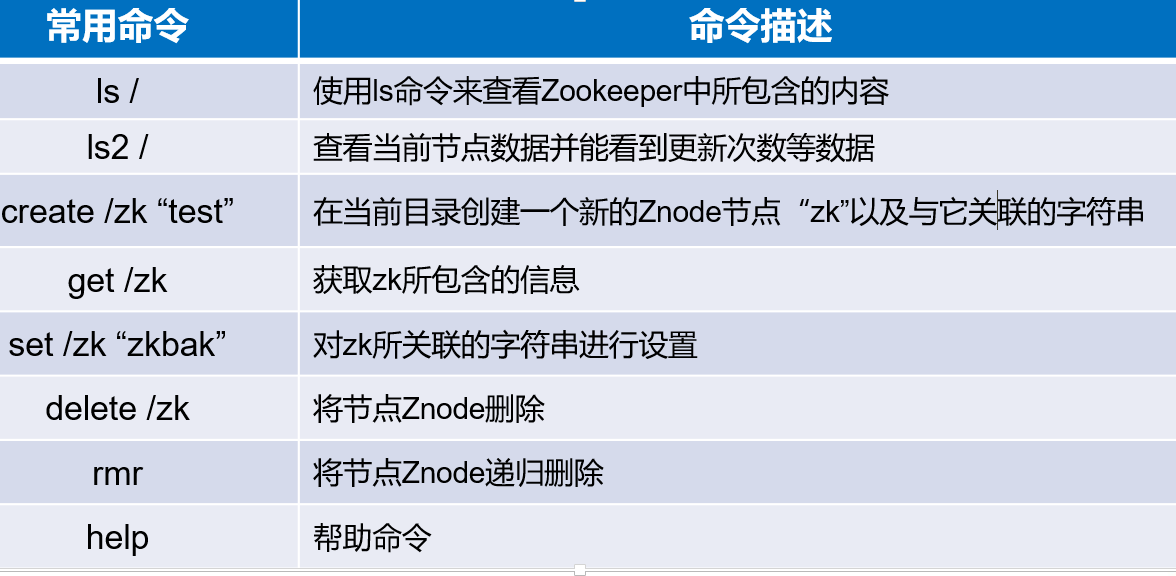 常用命令 命令描述
ls / 使用ls命令来查看Zookeeper中所包含的内容
ls2 / 查看当前节点数据并能看到更新次数等数据
create /zk “test” 在当前目录创建一个新的Znode节点“zk”以及与它关联的字符串
get /zk 获取zk所包含的信息
set /zk “zkbak” 对zk所关联的字符串进行设置
delete /zk 将节点Znode删除
rmr 将节点Znode递归删除
help 帮助命令